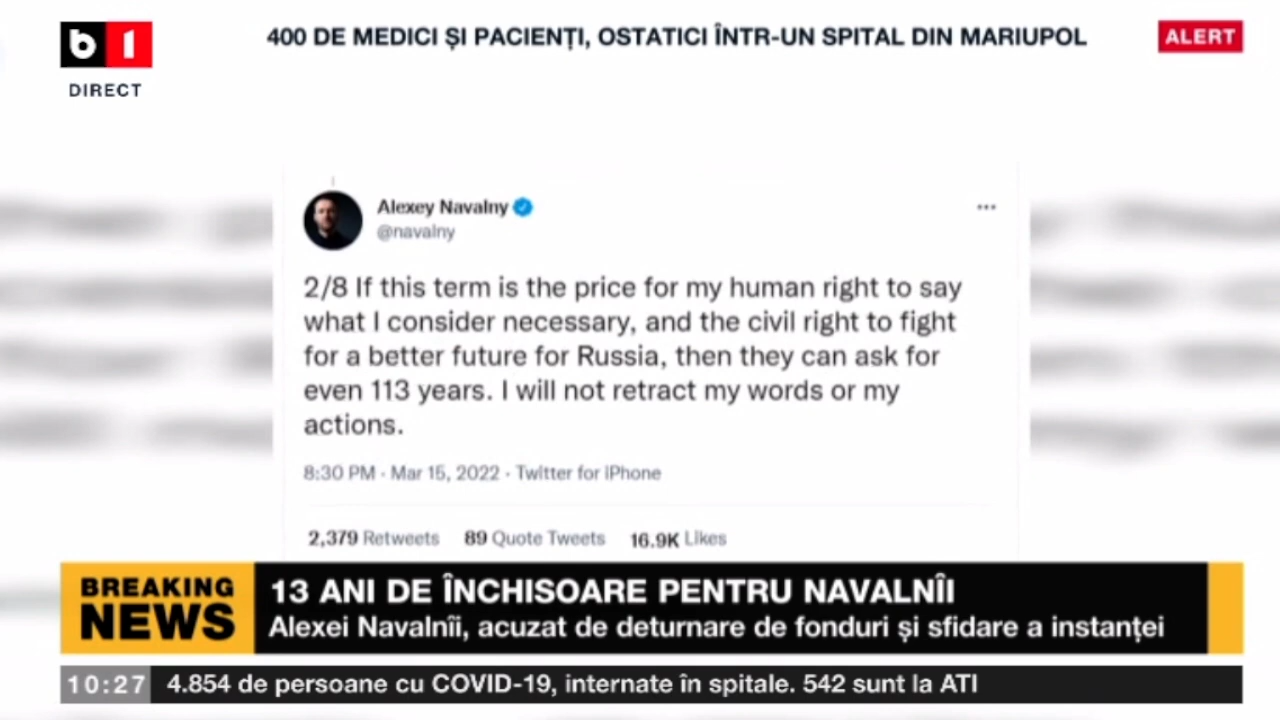 b 1
400 DE MEDICI ȘI PACIENȚI, OSTATICI ÎNTR-UN SPITAL DIN MARIUPOL
ALERT
DIRECT
Alexey Navalny
@navalny
2/8 If this term is the price for my human right to say
what I consider necessary, and the civil right to fight
for a better future for Russia, then they can ask for
even 113 years. I will not retract my words or my
actions.
8:30 PM · Mar 15, 2022 · Twitter for iPhone
2,379 Retweets 89 Quote Tweets 16.9K Likes
BREAKING
NEWS
13 ANI DE ÎNCHISOARE PENTRU NAVALNÎI
Alexei Navalnîi, acuzat de deturnare de fonduri și sfidare a instanței
10:27 4.854 de persoane cu COVID-19, internate în spitale. 542 sunt la ATI